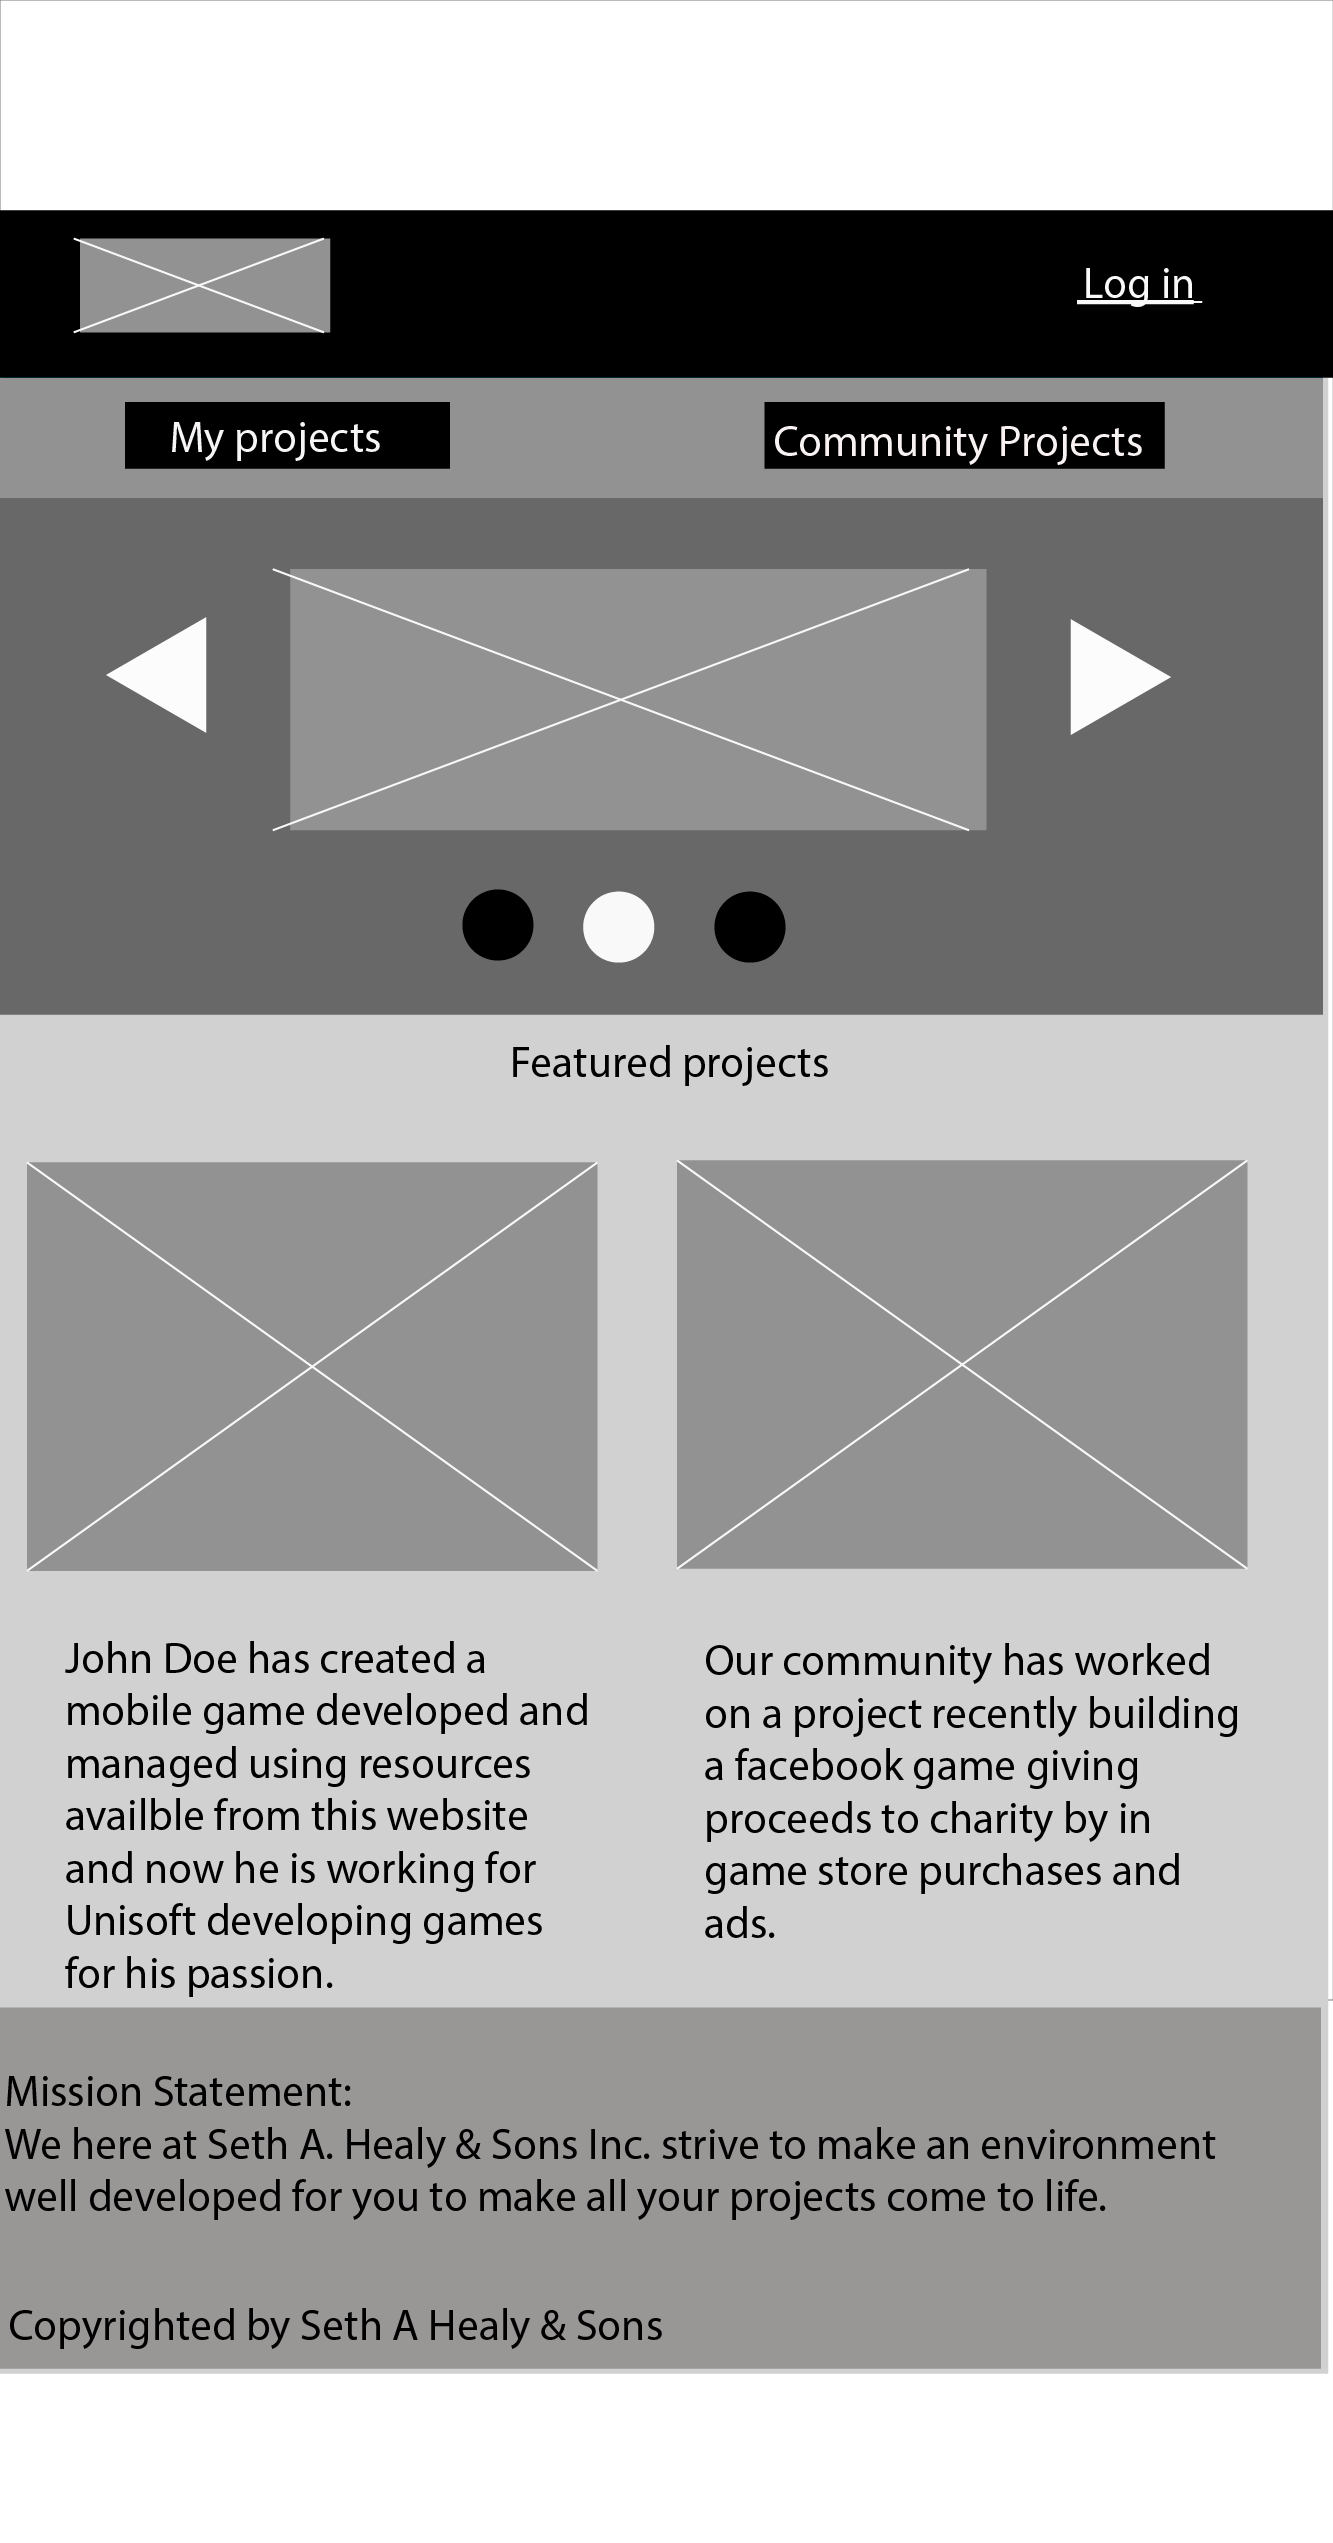 Log in
My projects
Community Projects
Featured projects
John Doe has created a
mobile game developed and
managed using resources
availble from this website
and now he is working for
Unisoft developing games
for his passion.
Our community has worked
on a project recently building
a facebook game giving
proceeds to charity by in
game store purchases and
ads.
Mission Statement:
We here at Seth A. Healy & Sons Inc. strive to make an environment
well developed for you to make all your projects come to life.
Copyrighted by Seth A Healy & Sons